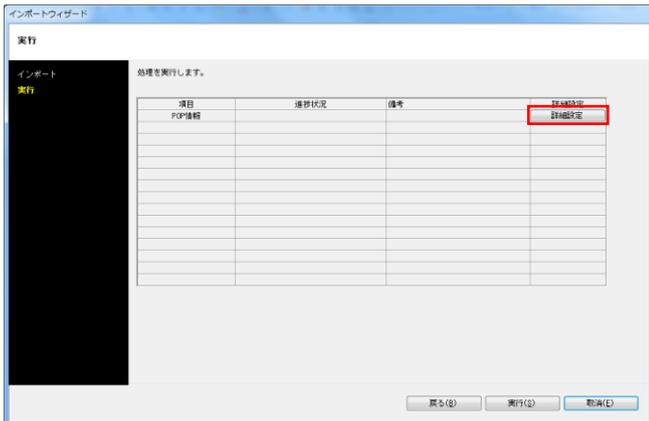 インポートウィザード
実行
インポート
実行
処理を実行します。
項目 進捗状況 備考 詳細設定
POP情報 詳細設定
戻る(B) 実行(S) 取消(E)